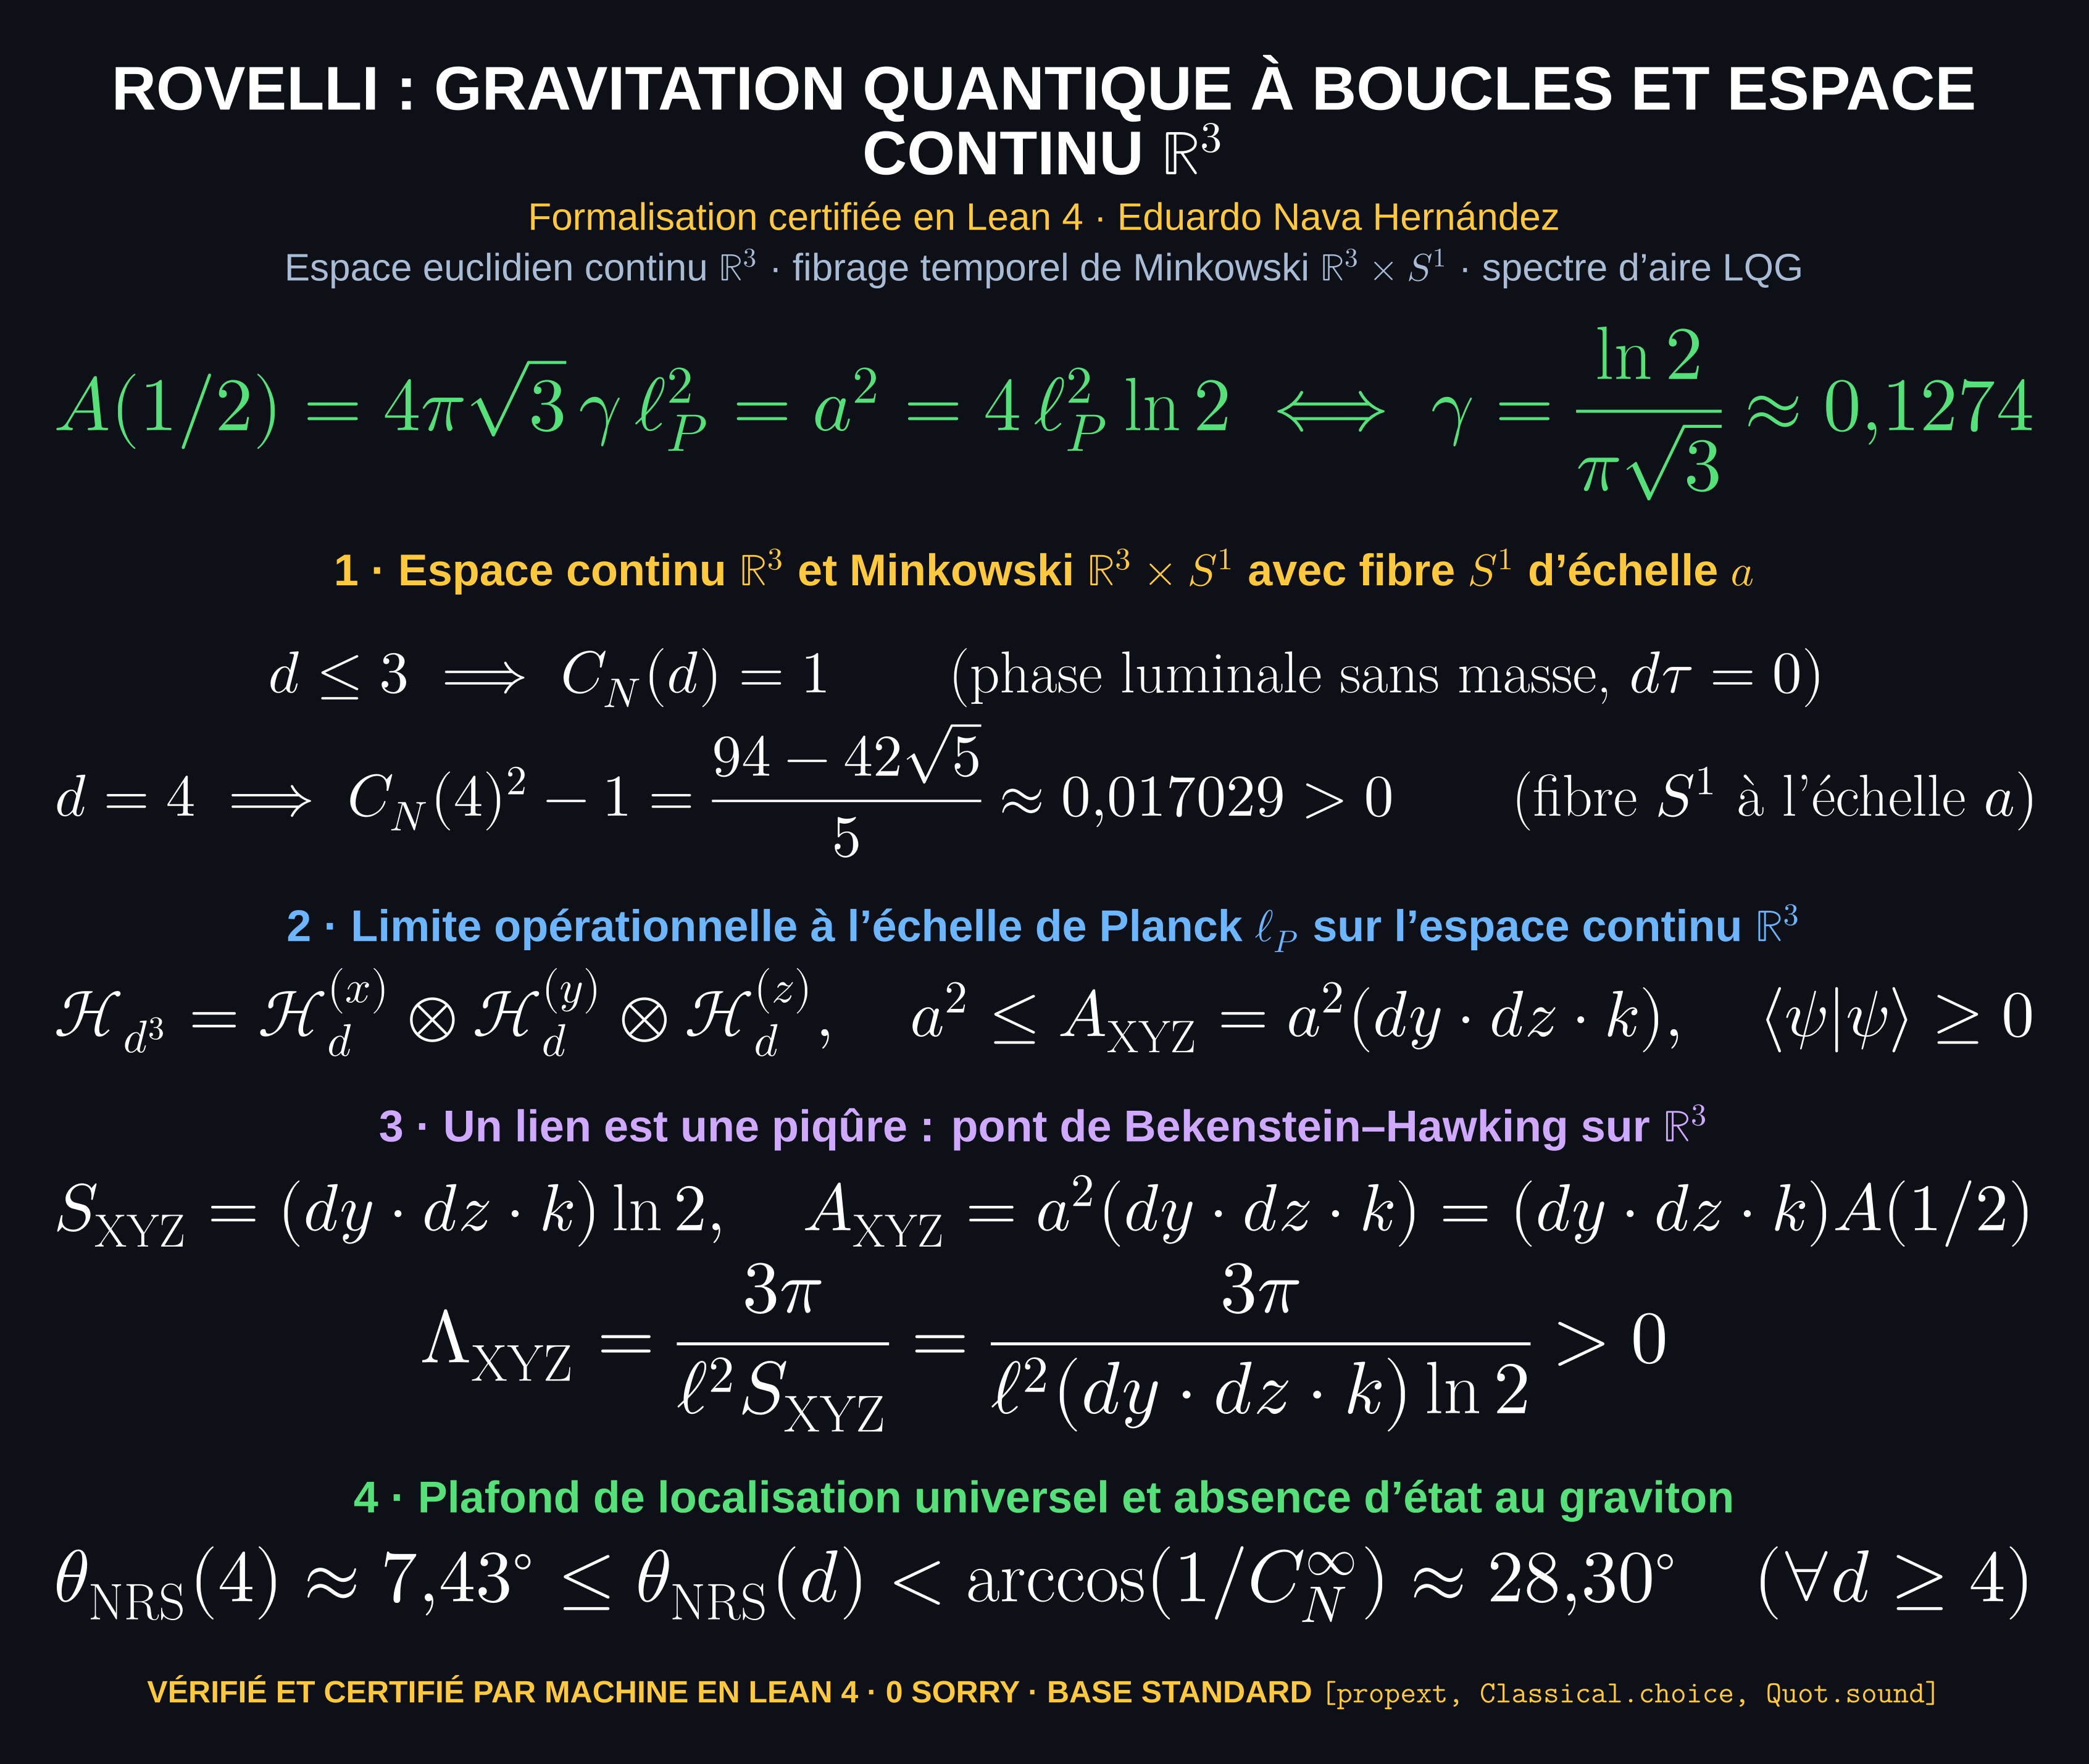 ROVELLI : GRAVITATION QUANTIQUE À BOUCLES ET ESPACE
CONTINU ℝ³
Formalisation certifiée en Lean 4 · Eduardo Nava Hernández
Espace euclidien continu ℝ³ · fibrage temporel de Minkowski ℝ³ × S¹ · spectre d’aire LQG
A(1/2) = 4π√3 γ ℓ_P² = a² = 4 ℓ_P² ln 2 ⟺ γ = ln 2 / (π√3) ≈ 0,1274
1 · Espace continu ℝ³ et Minkowski ℝ³ × S¹ avec fibre S¹ d’échelle a
d ≤ 3 ⟹ C_N(d) = 1 (phase luminale sans masse, dτ = 0)
d = 4 ⟹ C_N(4)² − 1 = (94 − 42√5) / 5 ≈ 0,017029 > 0 (fibre S¹ à l’échelle a)
2 · Limite opérationnelle à l’échelle de Planck ℓ_P sur l’espace continu ℝ³
ℋ_{d³} = ℋ_d^{(x)} ⊗ ℋ_d^{(y)} ⊗ ℋ_d^{(z)}, a² ≤ A_XYZ = a²(dy · dz · k), ⟨ψ|ψ⟩ ≥ 0
3 · Un lien est une piqûre : pont de Bekenstein–Hawking sur ℝ³
S_XYZ = (dy · dz · k) ln 2, A_XYZ = a²(dy · dz · k) = (dy · dz · k)A(1/2)
Λ_XYZ = 3π / (ℓ² S_XYZ) = 3π / (ℓ²(dy · dz · k) ln 2) > 0
4 · Plafond de localisation universel et absence d’état au graviton
θ_NRS(4) ≈ 7,43° ≤ θ_NRS(d) < arccos(1/C_N^∞) ≈ 28,30° (∀d ≥ 4)
VÉRIFIÉ ET CERTIFIÉ PAR MACHINE EN LEAN 4 · 0 SORRY · BASE STANDARD [propext, Classical.choice, Quot.sound]